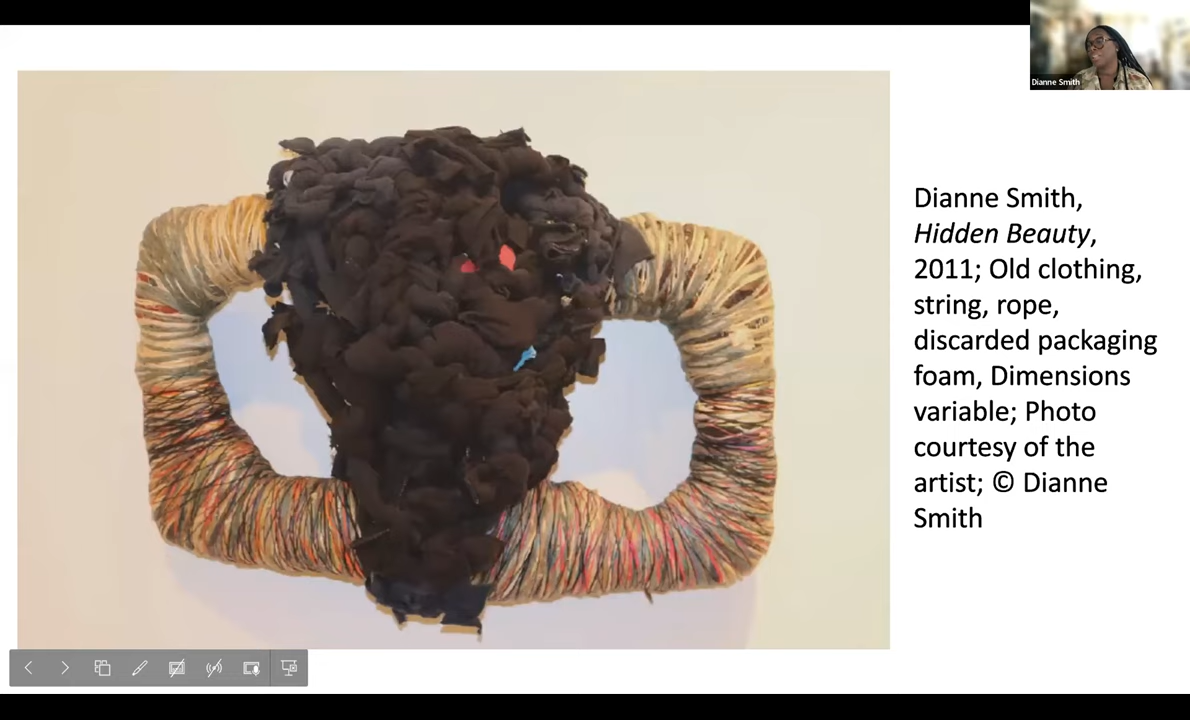 Dianne Smith
Dianne Smith,
Hidden Beauty,
2011; Old clothing,
string, rope,
discarded packaging
foam, Dimensions
variable; Photo
courtesy of the
artist; © Dianne
Smith